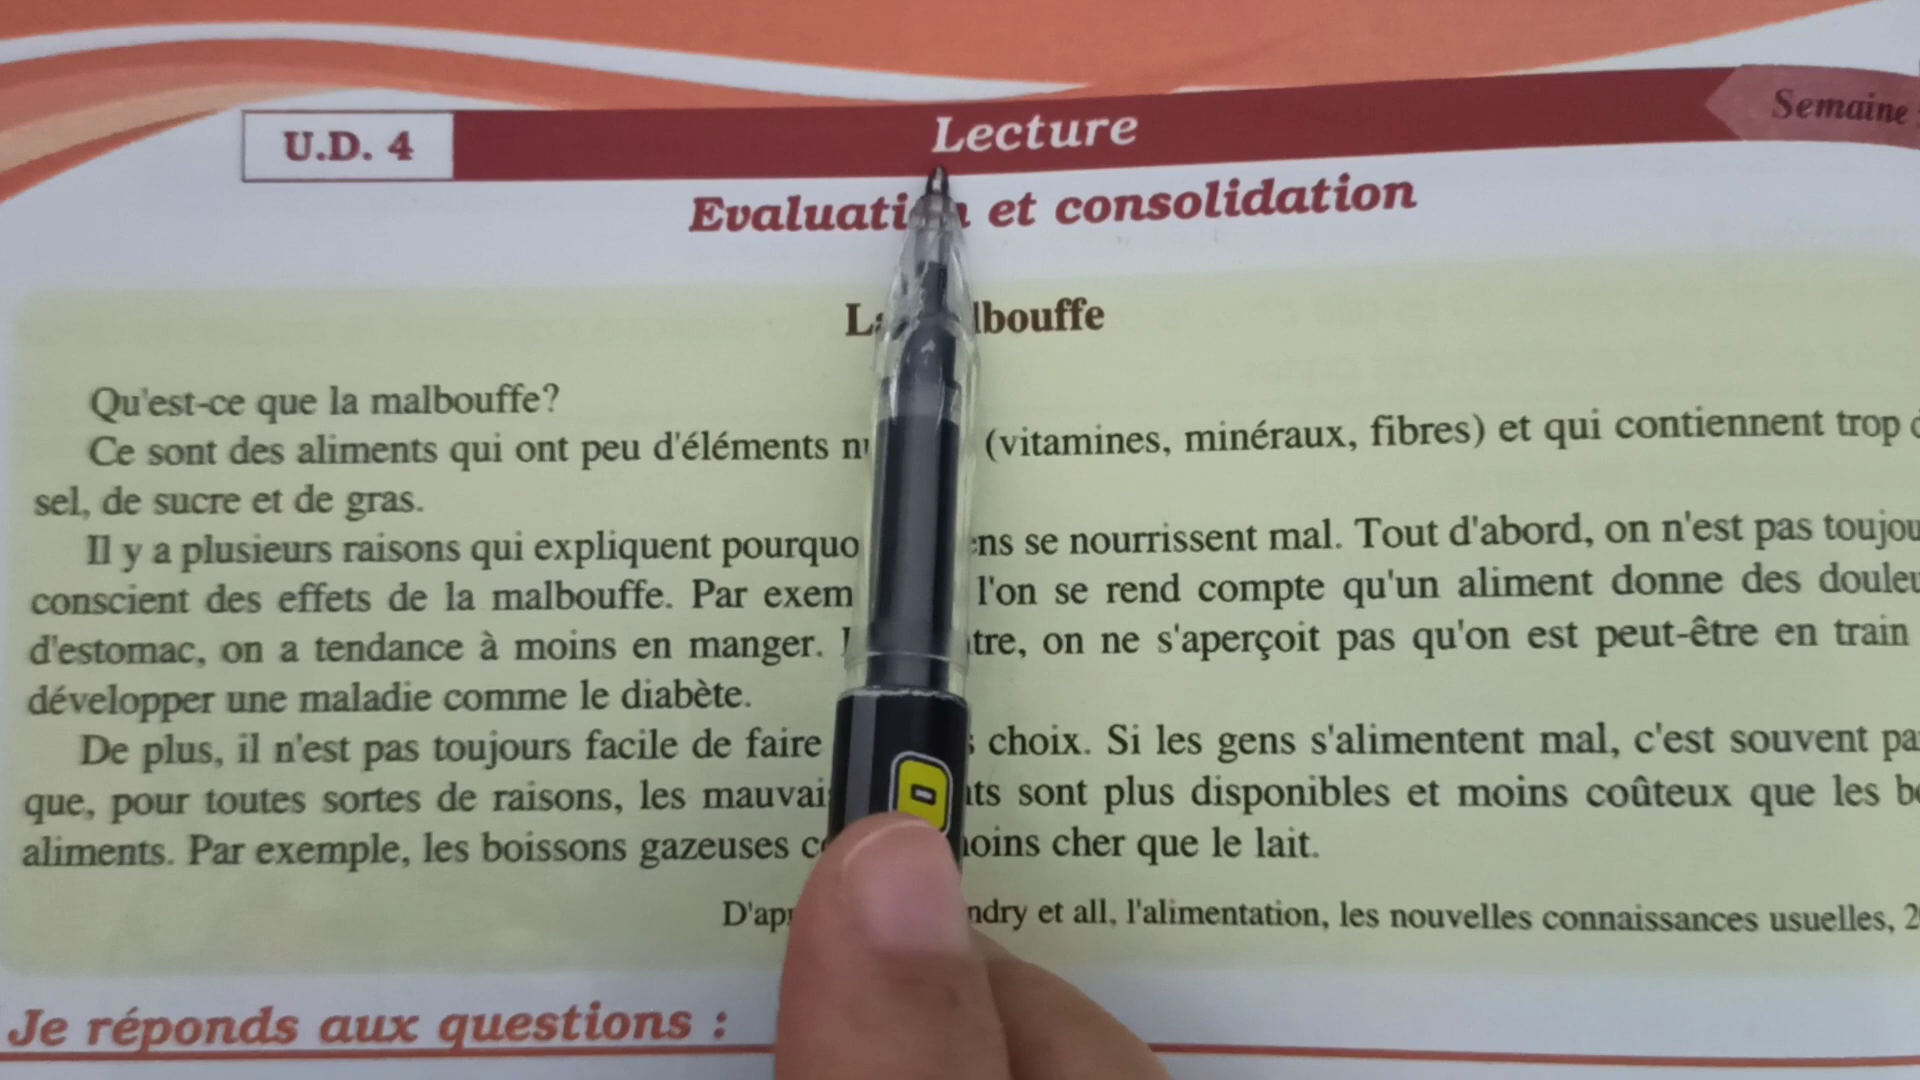 U.D. 4
Lecture
Semaine
Evaluation et consolidation
La malbouffe
Qu'est-ce que la malbouffe?
Ce sont des aliments qui ont peu d'éléments (vitamines, minéraux, fibres) et qui contiennent trop
sel, de sucre et de gras.
Il y a plusieurs raisons qui expliquent se nourrissent mal. Tout d'abord, on n'est pas
conscient des effets de la malbouffe. Par l'on se rend compte qu'un aliment donne des
d'estomac, on a tendance à moins en manger. on ne s'aperçoit pas qu'on est peut-être en train
développer une maladie comme le diabète.
De plus, il n'est pas toujours facile de faire choix. Si les gens s'alimentent mal, c'est souvent
que, pour toutes sortes de raisons, les sont plus disponibles et moins coûteux que les
aliments. Par exemple, les boissons gazeuses moins cher que le lait.
et all, l'alimentation, les nouvelles connaissances usuelles,
Je réponds aux questions :